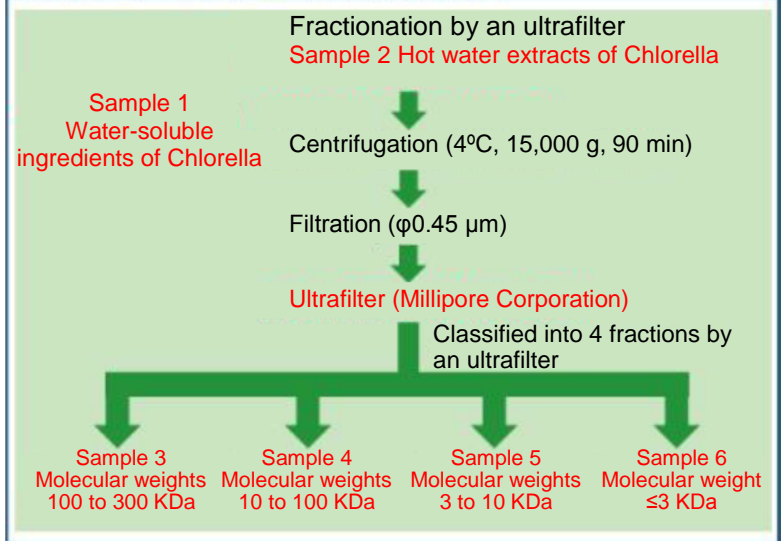 Fractionation by an ultrafilter
Sample 2 Hot water extracts of Chlorella
Sample 1
Water-soluble
ingredients of Chlorella
Centrifugation (4⁰C, 15,000 g, 90 min)
Filtration (φ0.45 μm)
Ultrafilter (Millipore Corporation)
Classified into 4 fractions by
an ultrafilter
Sample 3
Molecular weights
100 to 300 KDa
Sample 4
Molecular weights
10 to 100 KDa
Sample 5
Molecular weights
3 to 10 KDa
Sample 6
Molecular weight
≤3 KDa